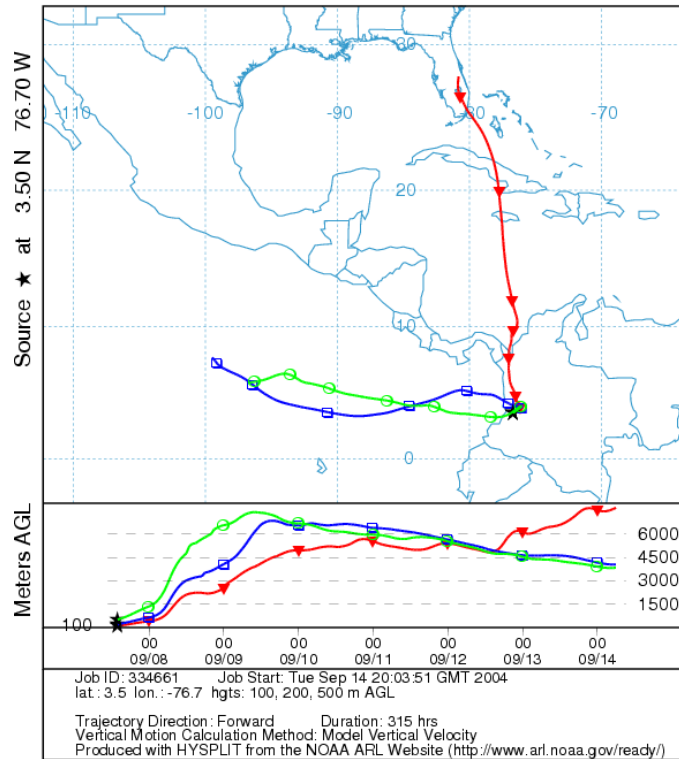 Source ★ at 3.50 N 76.70 W
30
-110 -100 -90 -80 -70
20
10
0
Meters AGL
6000
4500
3000
1500
100
00 00 00 00 00 00 00
09/08 09/09 09/10 09/11 09/12 09/13 09/14
Job ID: 334661 Job Start: Tue Sep 14 20:03:51 GMT 2004
lat.: 3.5 lon.: -76.7 hgts: 100, 200, 500 m AGL
Trajectory Direction: Forward Duration: 315 hrs
Vertical Motion Calculation Method: Model Vertical Velocity
Produced with HYSPLIT from the NOAA ARL Website (http://www.arl.noaa.gov/ready/)